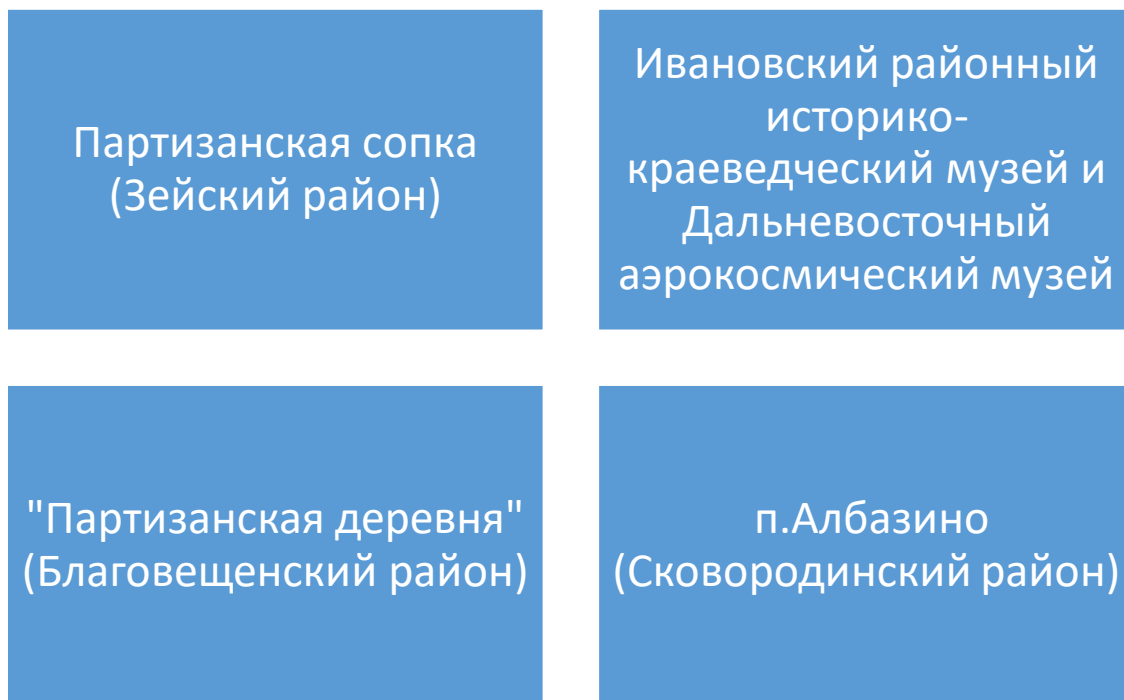 Партизанская сопка
(Зейский район)
Ивановский районный
историко-
краеведческий музей и
Дальневосточный
аэрокосмический музей
"Партизанская деревня"
(Благовещенский район)
п.Албазино
(Сковородинский район)